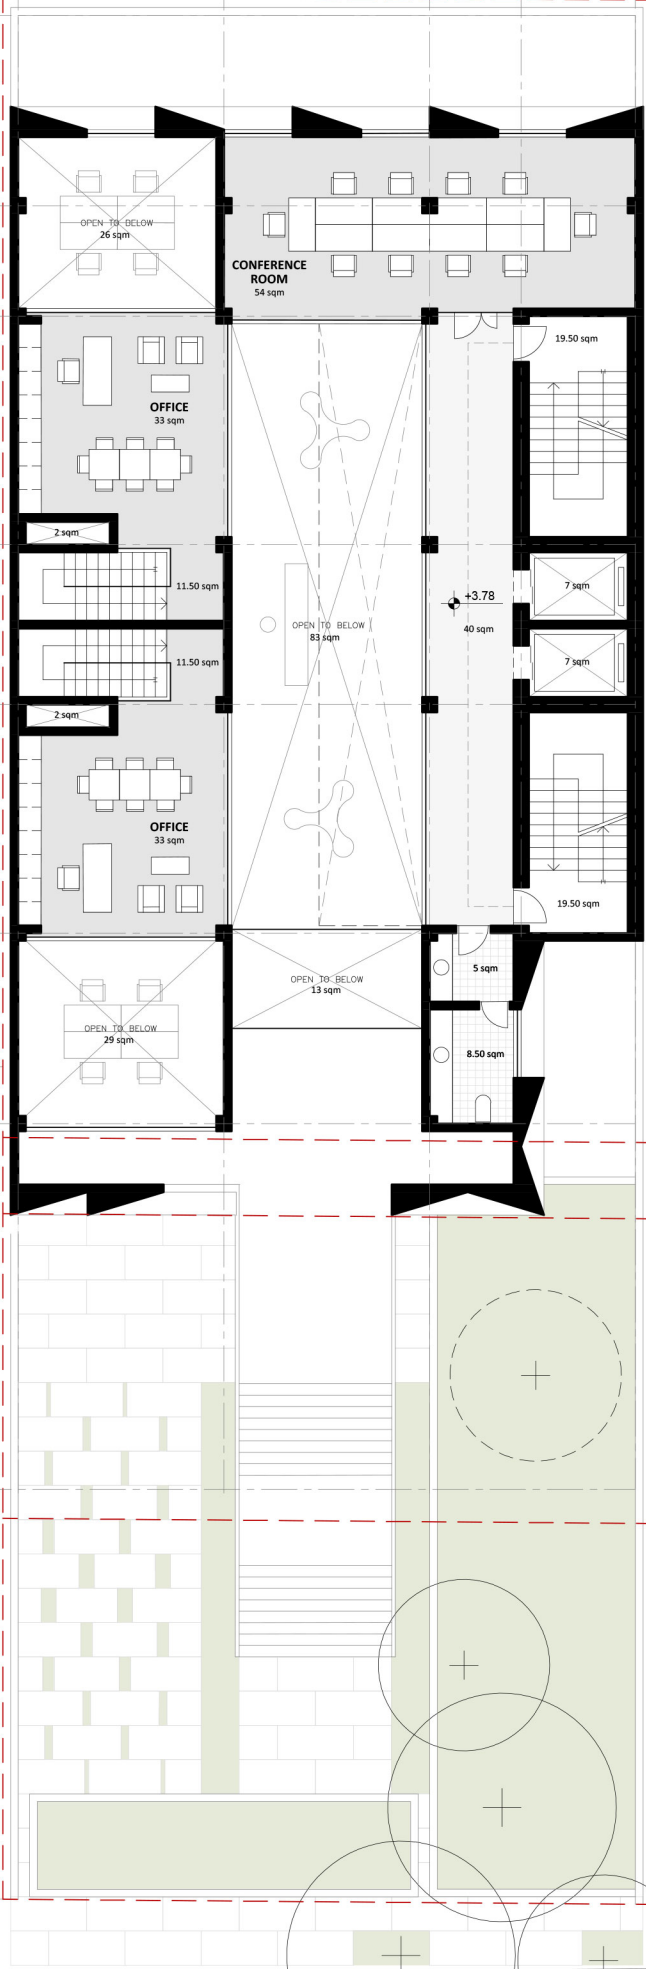 OPEN TO BELOW
26 sqm
CONFERENCE
ROOM
54 sqm
19.50 sqm
OFFICE
33 sqm
2 sqm
11.50 sqm
7 sqm
+3.78
40 sqm
OPEN TO BELOW
83 sqm
11.50 sqm
7 sqm
2 sqm
OFFICE
33 sqm
19.50 sqm
5 sqm
OPEN TO BELOW
13 sqm
OPEN TO BELOW
29 sqm
8.50 sqm